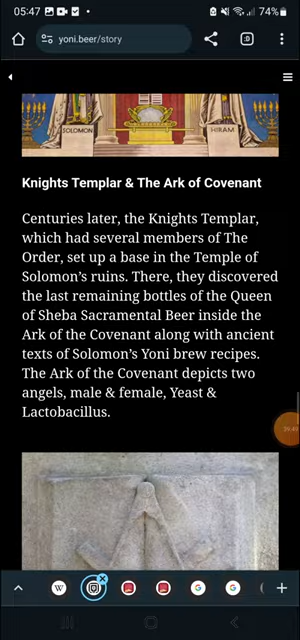 05:47
74%
yoni.beer/story
:D
SOLOMON
HIRAM
Knights Templar & The Ark of Covenant
Centuries later, the Knights Templar,
which had several members of The
Order, set up a base in the Temple of
Solomon’s ruins. There, they discovered
the last remaining bottles of the Queen
of Sheba Sacramental Beer inside the
Ark of the Covenant along with ancient
texts of Solomon’s Yoni brew recipes.
The Ark of the Covenant depicts two
angels, male & female, Yeast &
Lactobacillus.
W
G
G